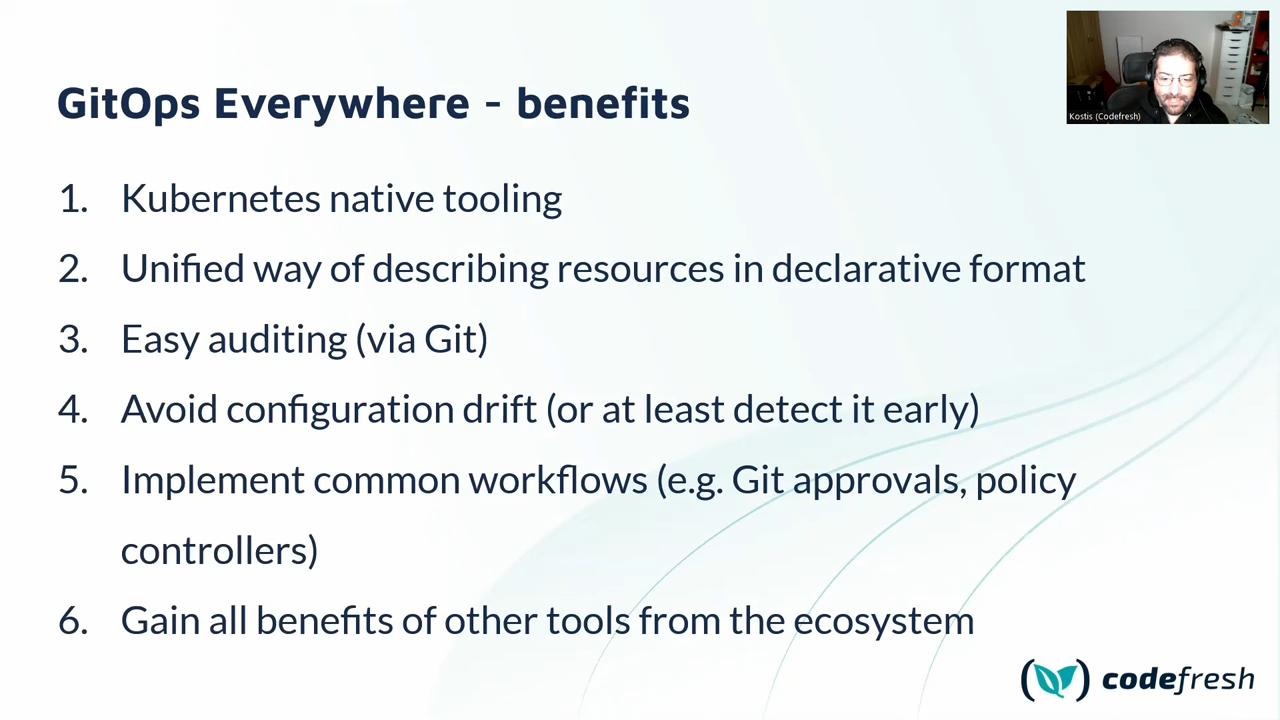 GitOps Everywhere - benefits
Kostis (Codefresh)
1. Kubernetes native tooling
2. Unified way of describing resources in declarative format
3. Easy auditing (via Git)
4. Avoid configuration drift (or at least detect it early)
5. Implement common workflows (e.g. Git approvals, policy
controllers)
6. Gain all benefits of other tools from the ecosystem
codefresh